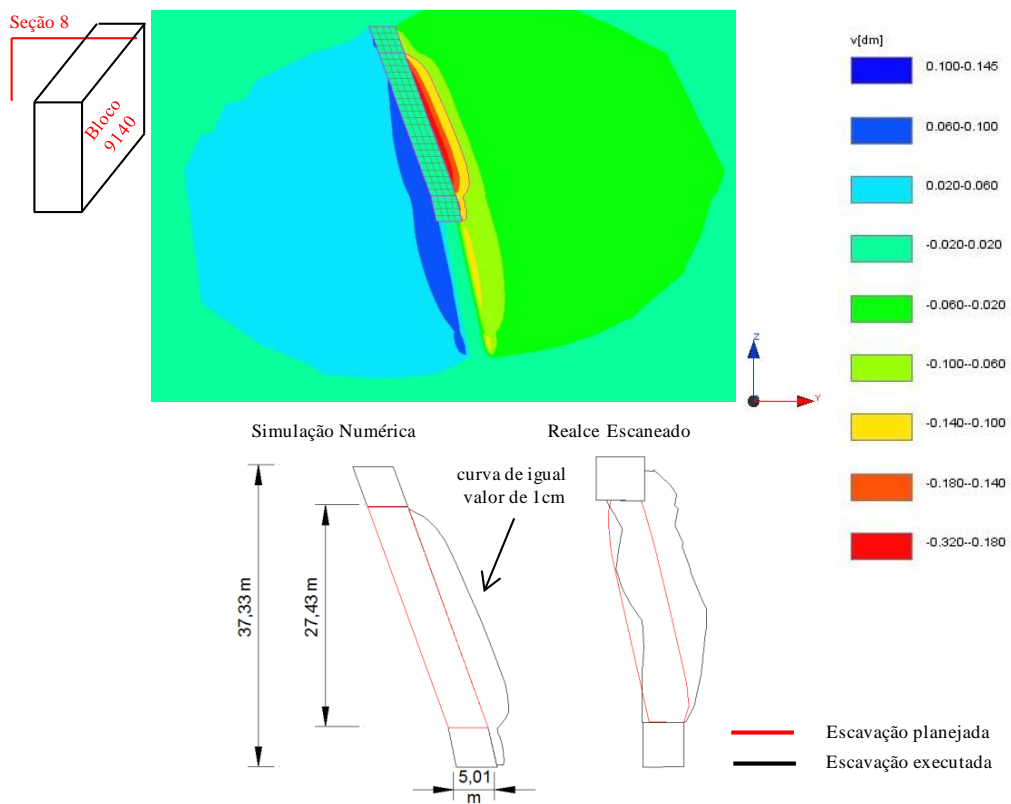 Seção 8
Bloco
9140
v[dm]
0.100-0.145
0.060-0.100
0.020-0.060
-0.020-0.020
-0.060--0.020
-0.100--0.060
-0.140--0.100
-0.180--0.140
-0.320--0.180
Z
Y
Simulação Numérica
Realce Escaneado
curva de igual
valor de 1cm
37,33 m
27,43 m
5,01
m
Escavação planejada
Escavação executada